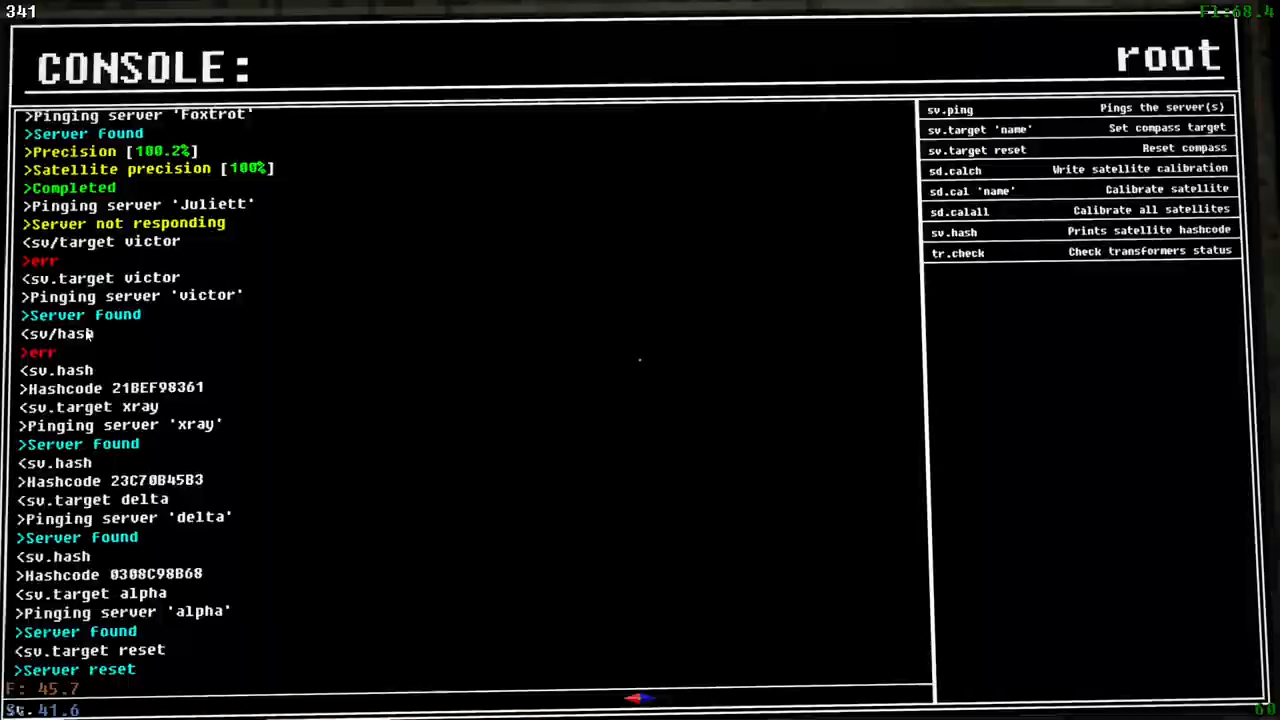 341
F1:68.4
CONSOLE:
root
>Pinging server 'Foxtrot'
>Server found
>Precision [100.2%]
>Satellite precision [100%]
>Completed
>Pinging server 'Juliett'
>Server not responding
<sv/target victor
>err
<sv.target victor
>Pinging server 'victor'
>Server found
<sv/hash
>err
<sv.hash
>Hashcode 21BEF98361
<sv.target xray
>Pinging server 'xray'
>Server found
<sv.hash
>Hashcode 23C70B45B3
<sv.target delta
>Pinging server 'delta'
>Server found
<sv.hash
>Hashcode 0308C98B68
<sv.target alpha
>Pinging server 'alpha'
>Server found
<sv.target reset
>Server reset
sv.ping Pings the server(s)
sv.target 'name' Set compass target
sv.target reset Reset compass
sd.calch Write satellite calibration
sd.cal 'name' Calibrate satellite
sd.calall Calibrate all satellites
sv.hash Prints satellite hashcode
tr.check Check transformers status
F: 45.7
41.6
60